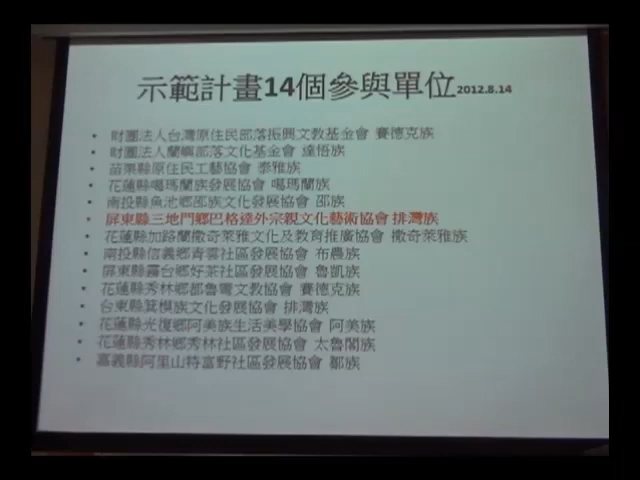 示範計畫14個參與單位2012.8.14
• 財團法人台灣原住民部落振興文教基金會 賽德克族
• 財團法人蘭嶼部落文化基金會 達悟族
• 苗栗縣原住民工藝協會 泰雅族
• 花蓮縣噶瑪蘭族發展協會 噶瑪蘭族
• 南投縣魚池鄉邵族文化發展協會 邵族
• 屏東縣三地門鄉巴格達外宗親文化藝術協會 排灣族
• 花蓮縣加路蘭撒奇萊雅文化及教育推廣協會 撒奇萊雅族
• 南投縣信義鄉青雲社區發展協會 布農族
• 屏東縣霧台鄉好茶社區發展協會 魯凱族
• 花蓮縣秀林鄉都魯彎文教協會 賽德克族
• 台東縣箕模族文化發展協會 排灣族
• 花蓮縣光復鄉阿美族生活美學協會 阿美族
• 花蓮縣秀林鄉秀林社區發展協會 太魯閣族
• 嘉義縣阿里山特富野社區發展協會 鄒族